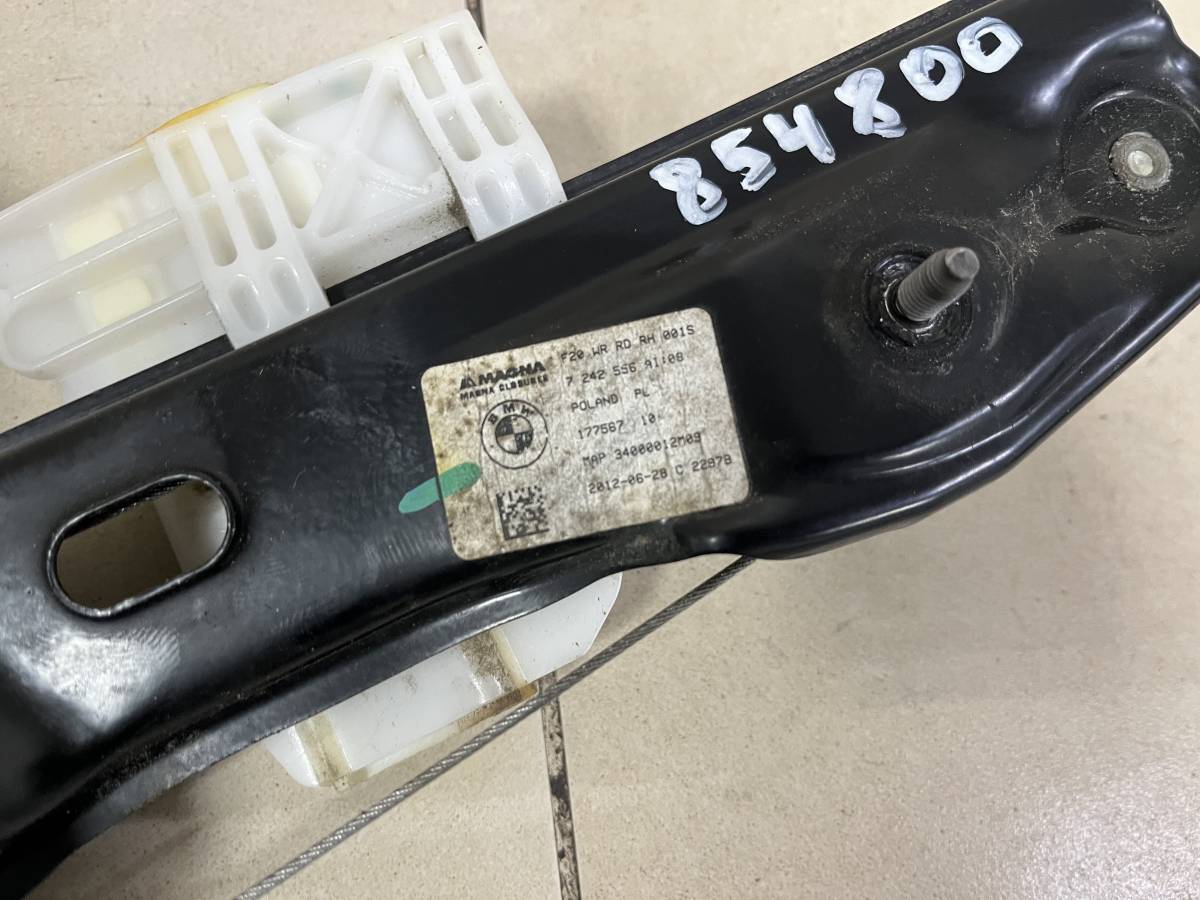 854800
MAGNA
MAGNA CLOSURES
F20 WR RD RH 001S
7 242 556 91:08
BMW
POLAND PL
177567 10
MAP 34000012M09
2012-06-28 C 22978